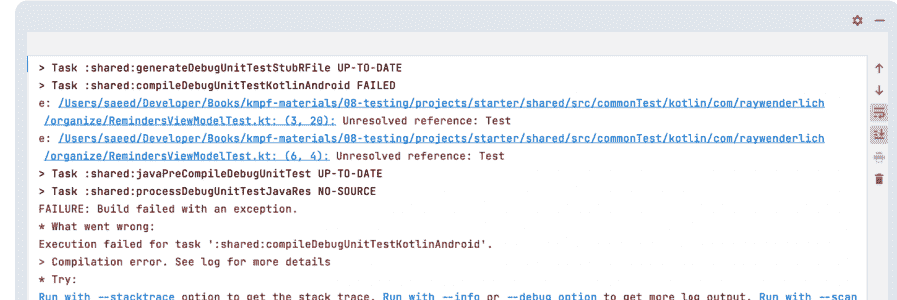 > Task :shared:generateDebugUnitTestStubRFile UP-TO-DATE
> Task :shared:compileDebugUnitTestKotlinAndroid FAILED
e: /Users/saeed/Developer/Books/kmpf-materials/08-testing/projects/starter/shared/src/commonTest/kotlin/com/raywenderlich
/organize/RemindersViewModelTest.kt: (3, 20): Unresolved reference: Test
e: /Users/saeed/Developer/Books/kmpf-materials/08-testing/projects/starter/shared/src/commonTest/kotlin/com/raywenderlich
/organize/RemindersViewModelTest.kt: (6, 4): Unresolved reference: Test
> Task :shared:javaPreCompileDebugUnitTest UP-TO-DATE
> Task :shared:processDebugUnitTestJavaRes NO-SOURCE
FAILURE: Build failed with an exception.
* What went wrong:
Execution failed for task ':shared:compileDebugUnitTestKotlinAndroid'.
> Compilation error. See log for more details
* Try:
Run with --stacktrace option to get the stack trace. Run with --info or --debug option to get more log output. Run with --scan